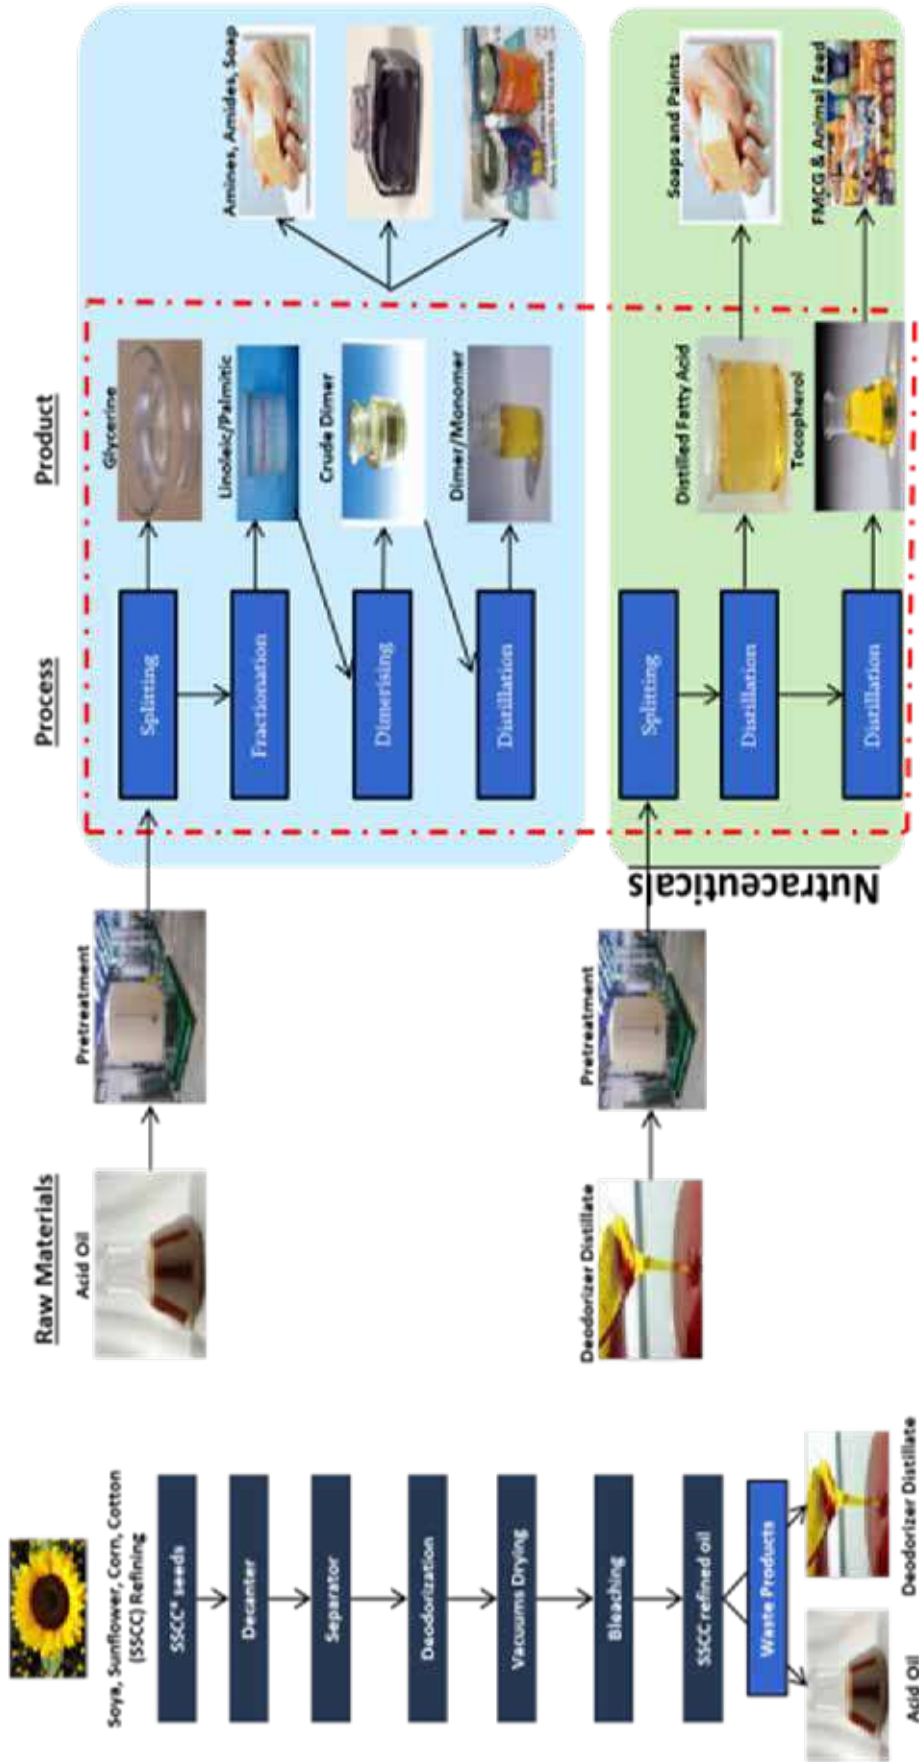 Soya, Sunflower, Corn, Cotton
(SSCC) Refining
SSCC* seeds
Decanter
Separator
Deodorization
Vacuums Drying
Bleaching
SSCC refined oil
Waste Products
Acid Oil
Deodorizer Distillate
Raw Materials
Acid Oil
Pretreatment
Deodorizer Distillate
Pretreatment
Process
Product
Splitting
Glycerine
Fractionation
Linoleic/Palmitic
Dimerising
Crude Dimer
Distillation
Dimer/Monomer
Amines, Amides, Soap
Nutraceuticals
Splitting
Distillation
Distilled Fatty Acid
Soaps and Paints
Distillation
Tocopherol
FMCG & Animal Feed